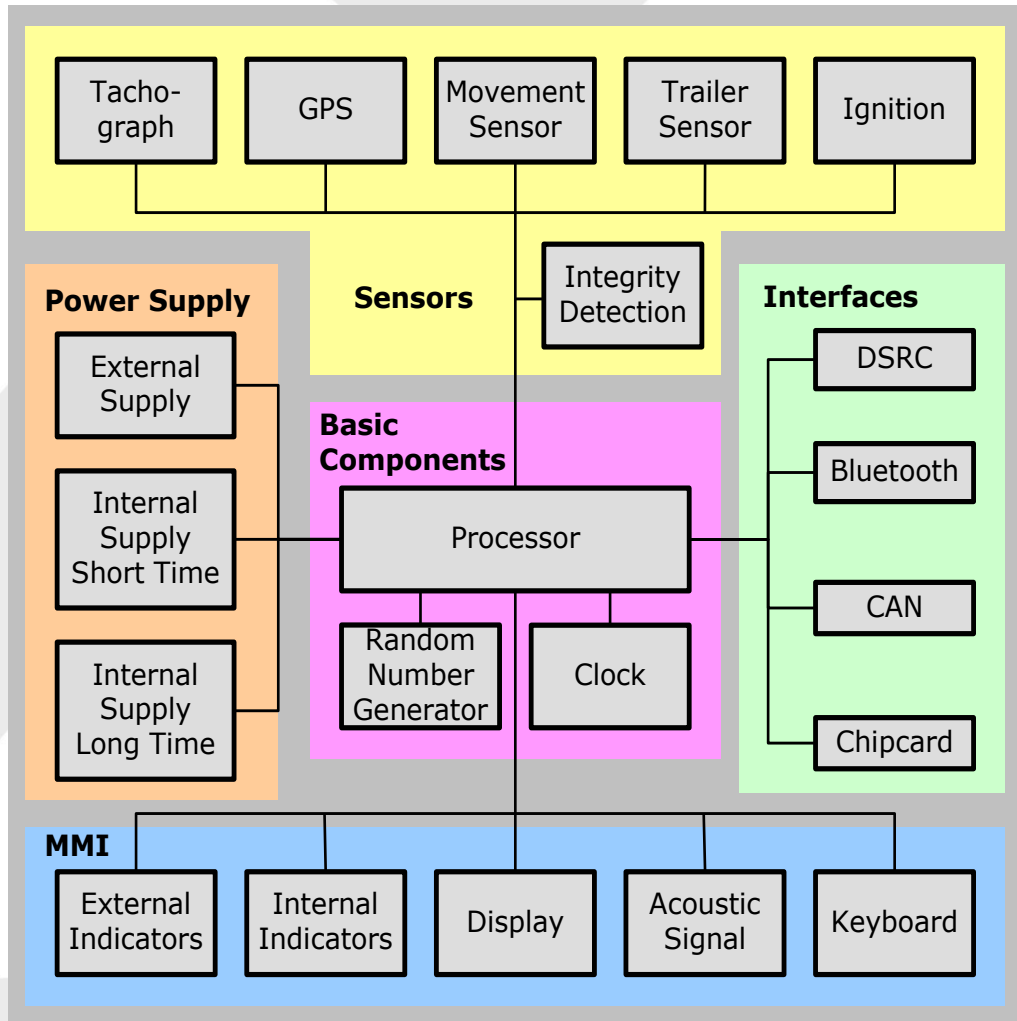 Tacho-
graph
GPS
Movement
Sensor
Trailer
Sensor
Ignition
Sensors
Integrity
Detection
Power Supply
External
Supply
Internal
Supply
Short Time
Internal
Supply
Long Time
Basic
Components
Processor
Random
Number
Generator
Clock
Interfaces
DSRC
Bluetooth
CAN
Chipcard
MMI
External
Indicators
Internal
Indicators
Display
Acoustic
Signal
Keyboard